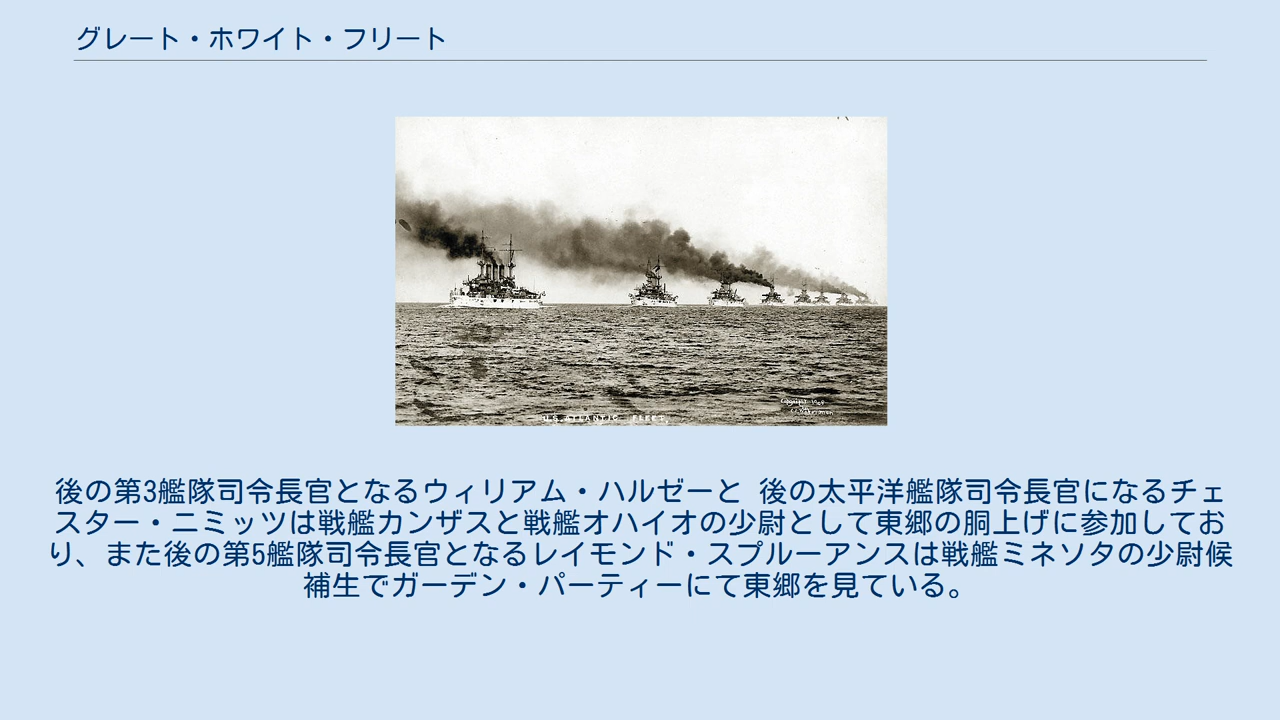 グレート・ホワイト・フリート
U.S. ATLANTIC FLEET.
後の第3艦隊司令長官となるウィリアム・ハルゼーと 後の太平洋艦隊司令長官になるチェ
スター・ニミッツは戦艦カンザスと戦艦オハイオの少尉として東郷の胴上げに参加してお
り、また後の第5艦隊司令長官となるレイモンド・スプルーアンスは戦艦ミネソタの少尉候
補生でガーデン・パーティーにて東郷を見ている。